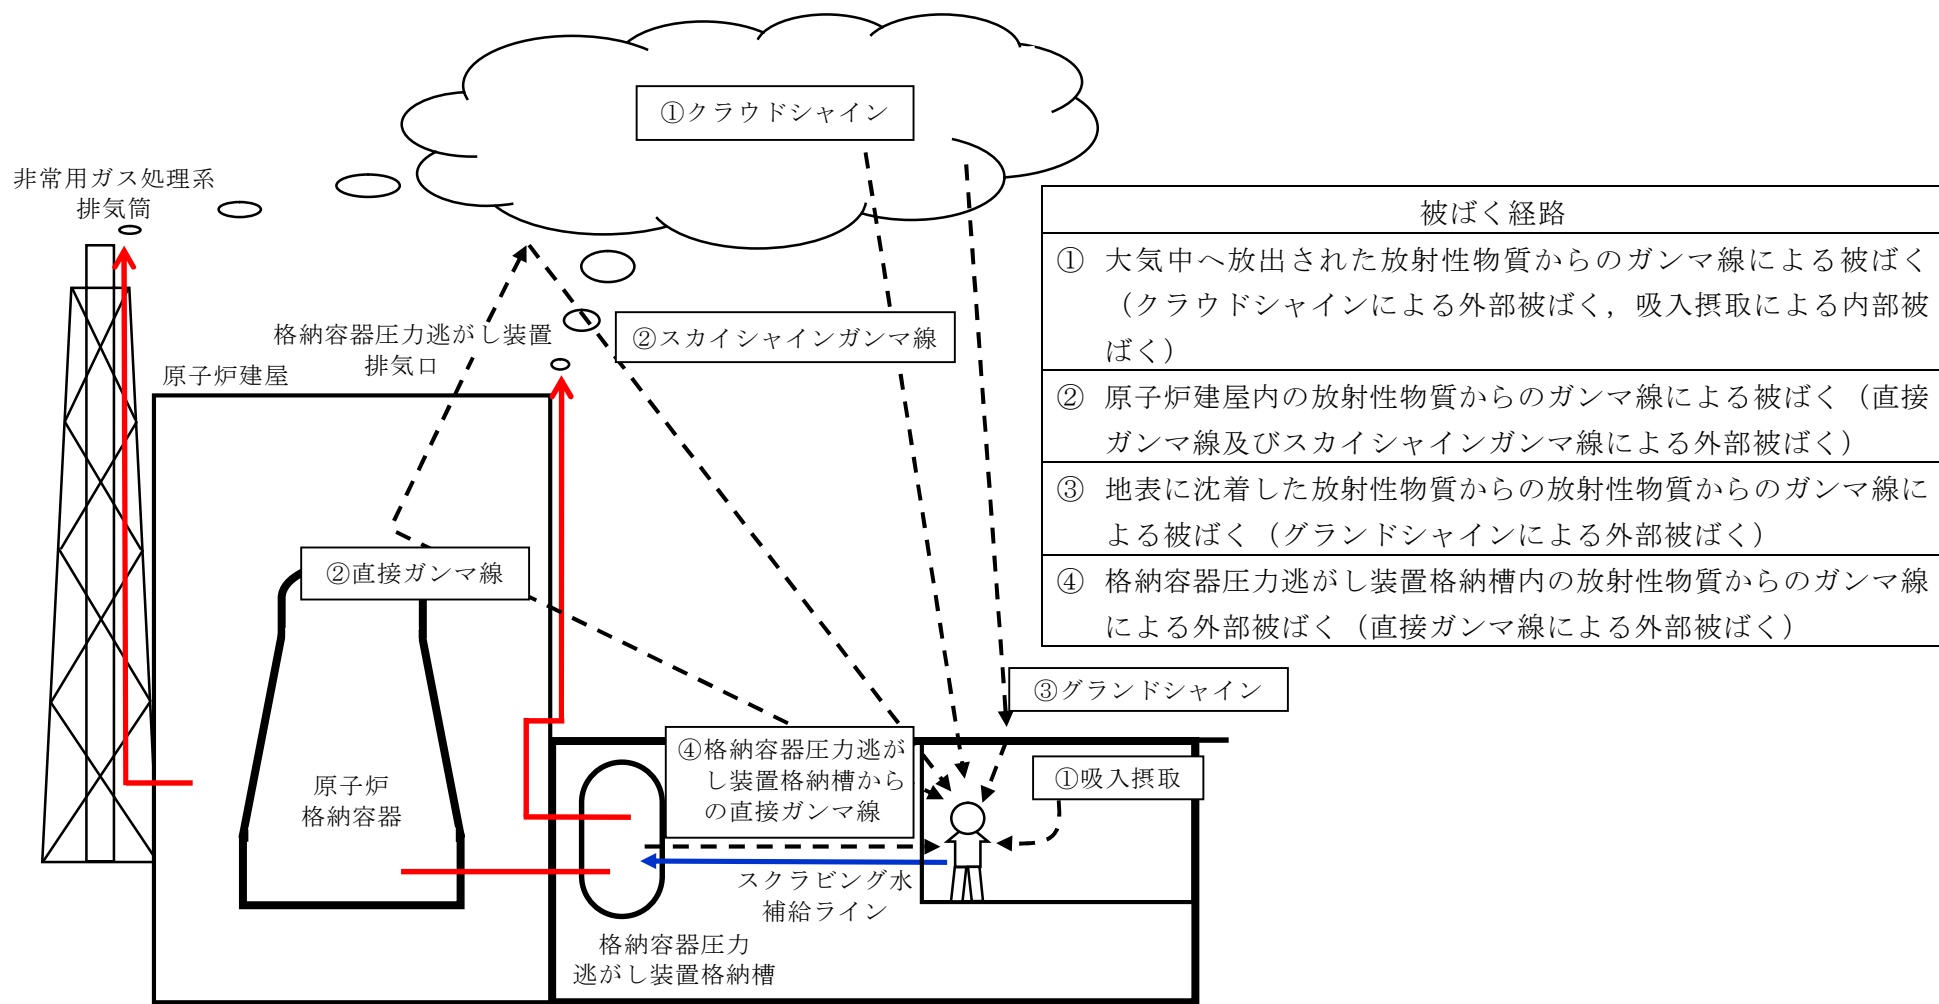 ①クラウドシャイン
非常用ガス処理系
排気筒
格納容器圧力逃がし装置
排気口
②スカイシャインガンマ線
原子炉建屋
②直接ガンマ線
原子炉
格納容器
④格納容器圧力逃が
し装置格納槽から
の直接ガンマ線
③グランドシャイン
①吸入摂取
スクラビング水
補給ライン
格納容器圧力
逃がし装置格納槽
被ばく経路
① 大気中へ放出された放射性物質からのガンマ線による被ばく
（クラウドシャインによる外部被ばく，吸入摂取による内部被
ばく）
② 原子炉建屋内の放射性物質からのガンマ線による被ばく（直接
ガンマ線及びスカイシャインガンマ線による外部被ばく）
③ 地表に沈着した放射性物質からの放射性物質からのガンマ線に
よる被ばく（グランドシャインによる外部被ばく）
④ 格納容器圧力逃がし装置格納槽内の放射性物質からのガンマ線
による外部被ばく（直接ガンマ線による外部被ばく）